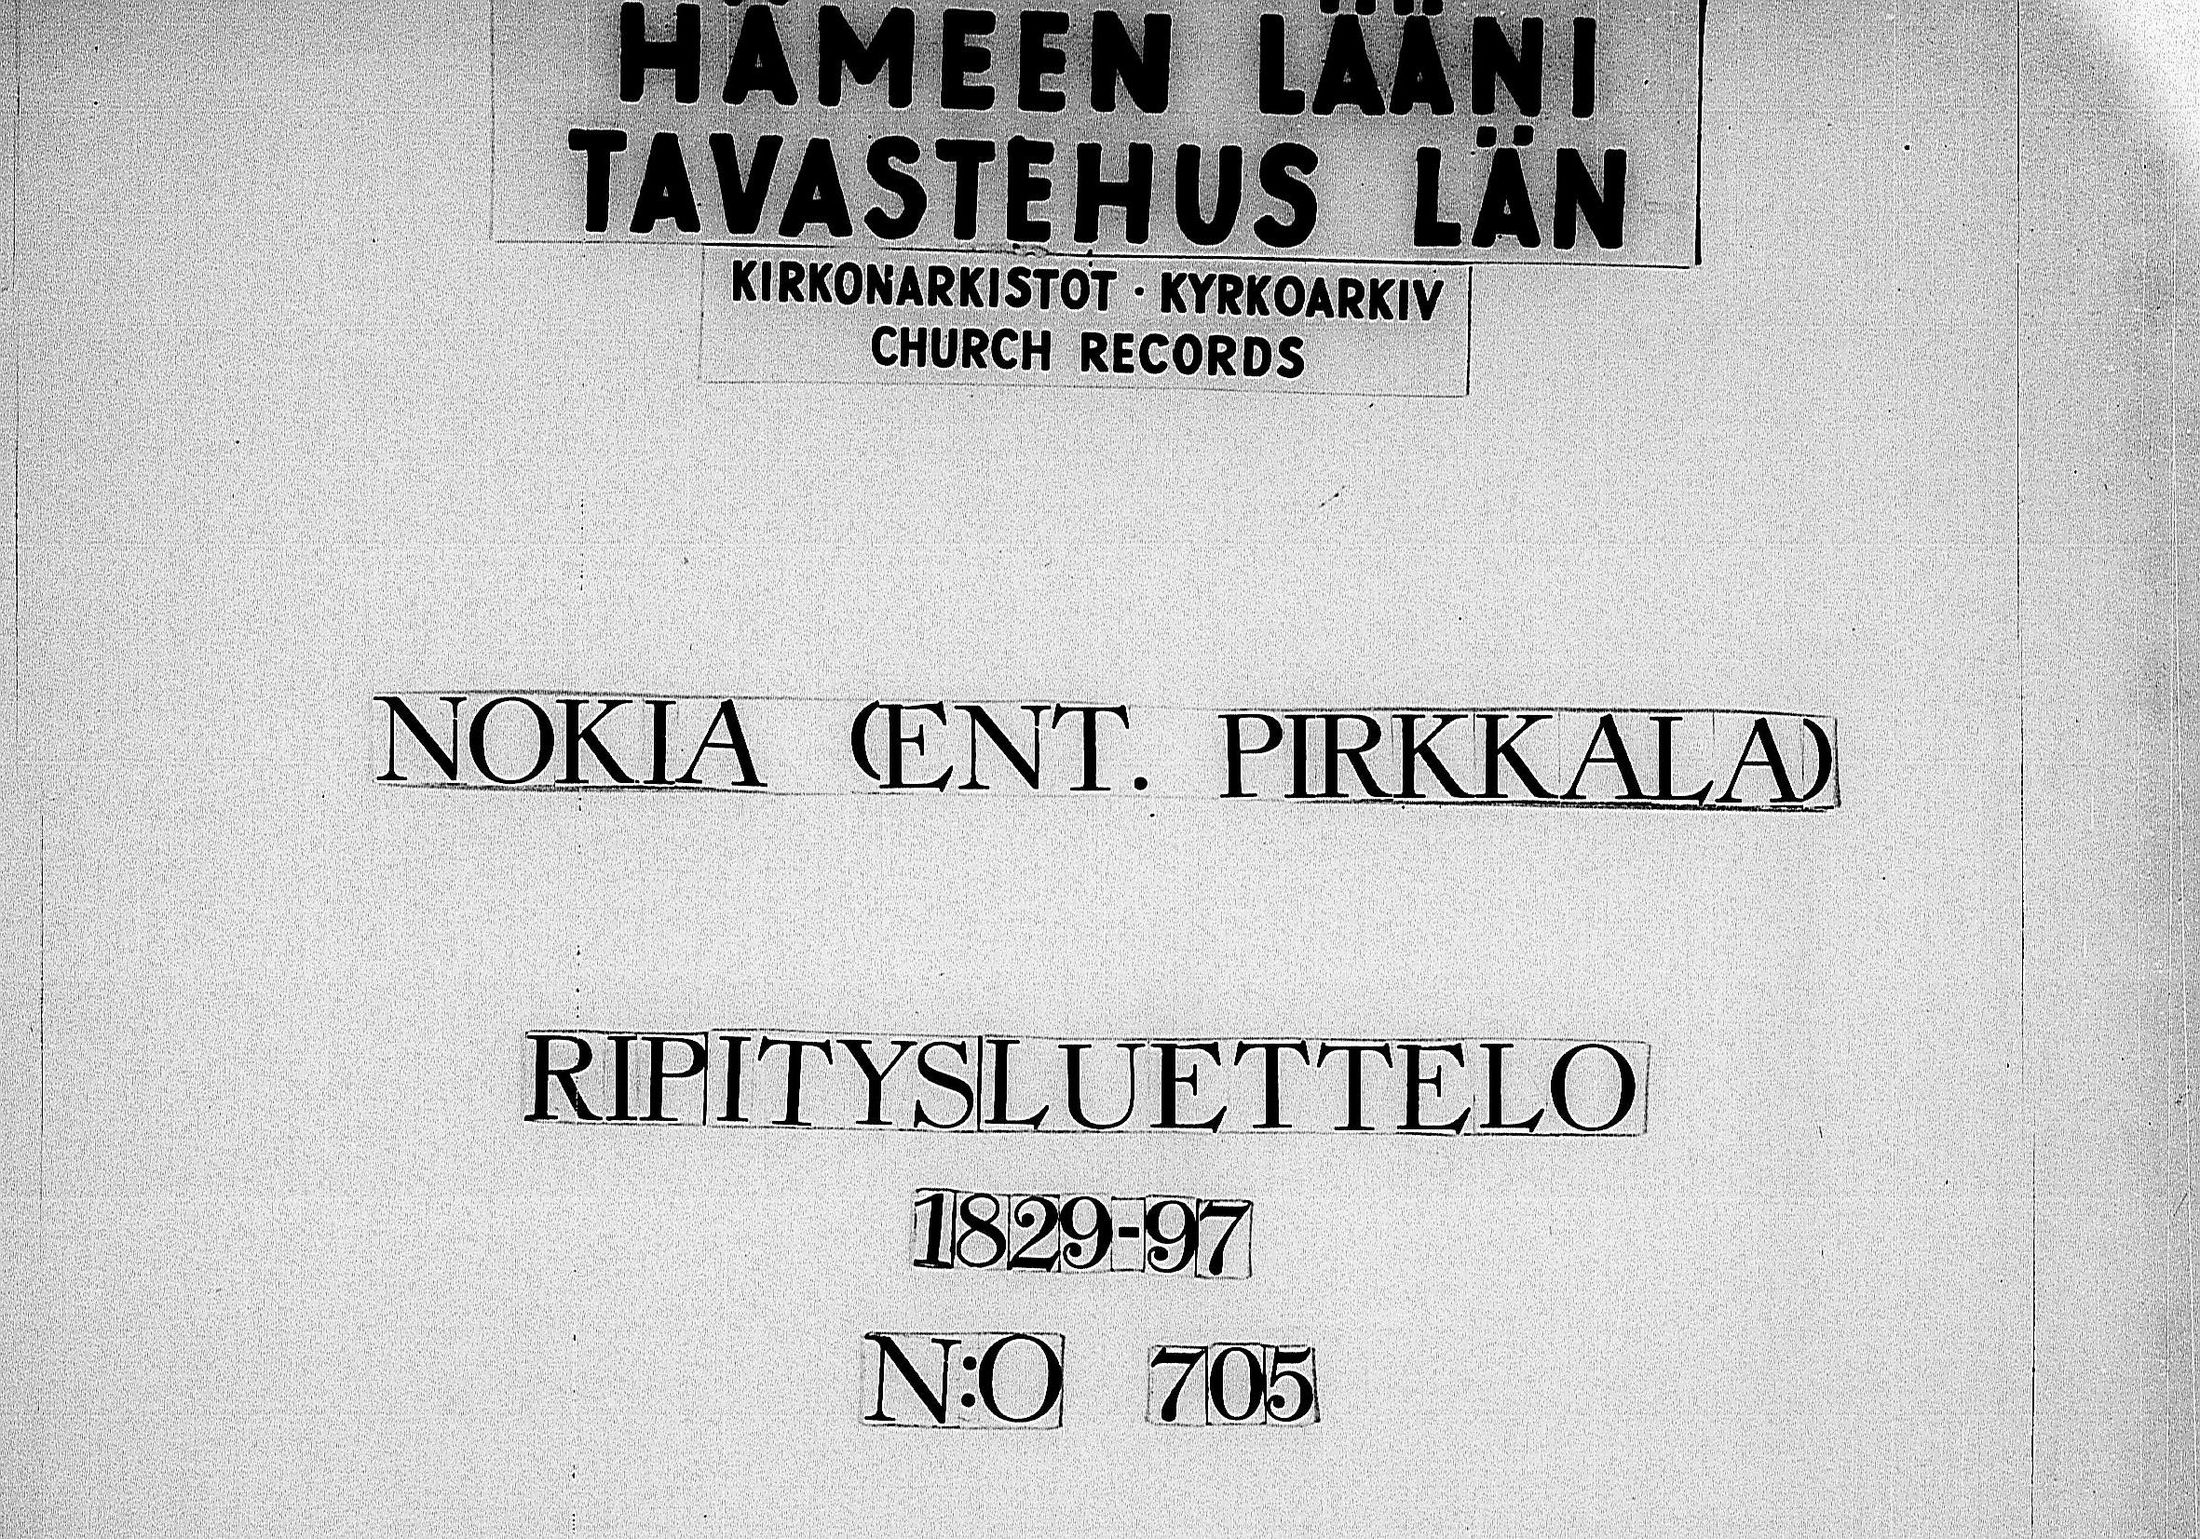 HÄMEEN LÄÄNI
TAVASTEHUS LÄN
KIRKONARKISTOT · KYRKOARKIV
CHURCH RECORDS
NOKIA (ENT. PIRKKALA)
RIPITYSLUETTELO
1829-97
N:O 705